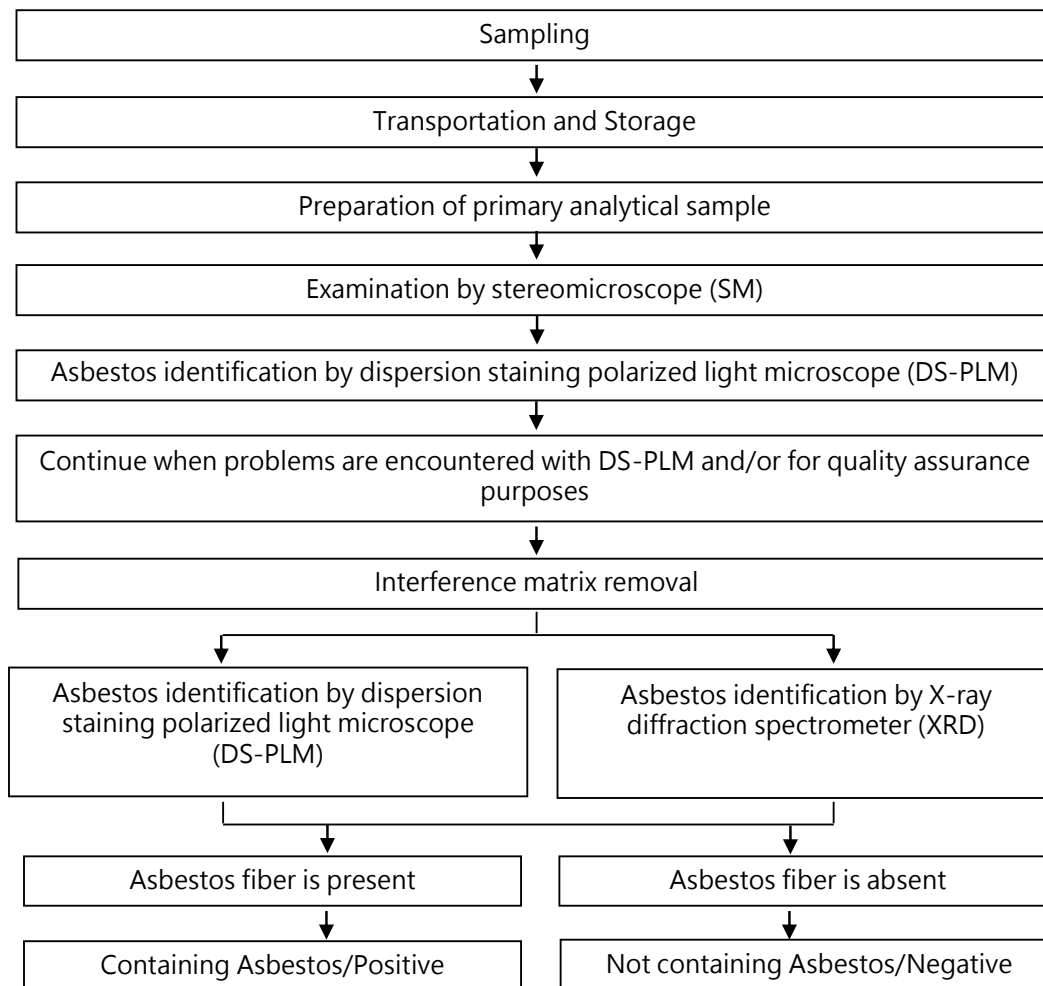 Sampling
Transportation and Storage
Preparation of primary analytical sample
Examination by stereomicroscope (SM)
Asbestos identification by dispersion staining polarized light microscope (DS-PLM)
Continue when problems are encountered with DS-PLM and/or for quality assurance
purposes
Interference matrix removal
Asbestos identification by dispersion
staining polarized light microscope
(DS-PLM)
Asbestos identification by X-ray
diffraction spectrometer (XRD)
Asbestos fiber is present
Asbestos fiber is absent
Containing Asbestos/Positive
Not containing Asbestos/Negative